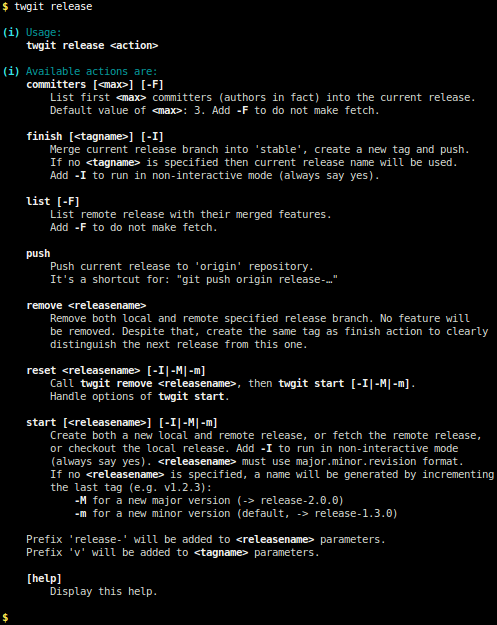 $ twgit release
(i) Usage:
twgit release <action>
(i) Available actions are:
committers [<max>] [-F]
List first <max> committers (authors in fact) into the current release.
Default value of <max>: 3. Add -F to do not make fetch.
finish [<tagname>] [-I]
Merge current release branch into 'stable', create a new tag and push.
If no <tagname> is specified then current release name will be used.
Add -I to run in non-interactive mode (always say yes).
list [-F]
List remote release with their merged features.
Add -F to do not make fetch.
push
Push current release to 'origin' repository.
It's a shortcut for: "git push origin release-…"
remove <releasename>
Remove both local and remote specified release branch. No feature will
be removed. Despite that, create the same tag as finish action to clearly
distinguish the next release from this one.
reset <releasename> [-I|-M|-m]
Call twgit remove <releasename>, then twgit start [-I|-M|-m].
Handle options of twgit start.
start [<releasename>] [-I|-M|-m]
Create both a new local and remote release, or fetch the remote release,
or checkout the local release. Add -I to run in non-interactive mode
(always say yes). <releasename> must use major.minor.revision format.
If no <releasename> is specified, a name will be generated by incrementing
the last tag (e.g. v1.2.3):
-M for a new major version (-> release-2.0.0)
-m for a new minor version (default, -> release-1.3.0)
Prefix 'release-' will be added to <releasename> parameters.
Prefix 'v' will be added to <tagname> parameters.
[help]
Display this help.
$